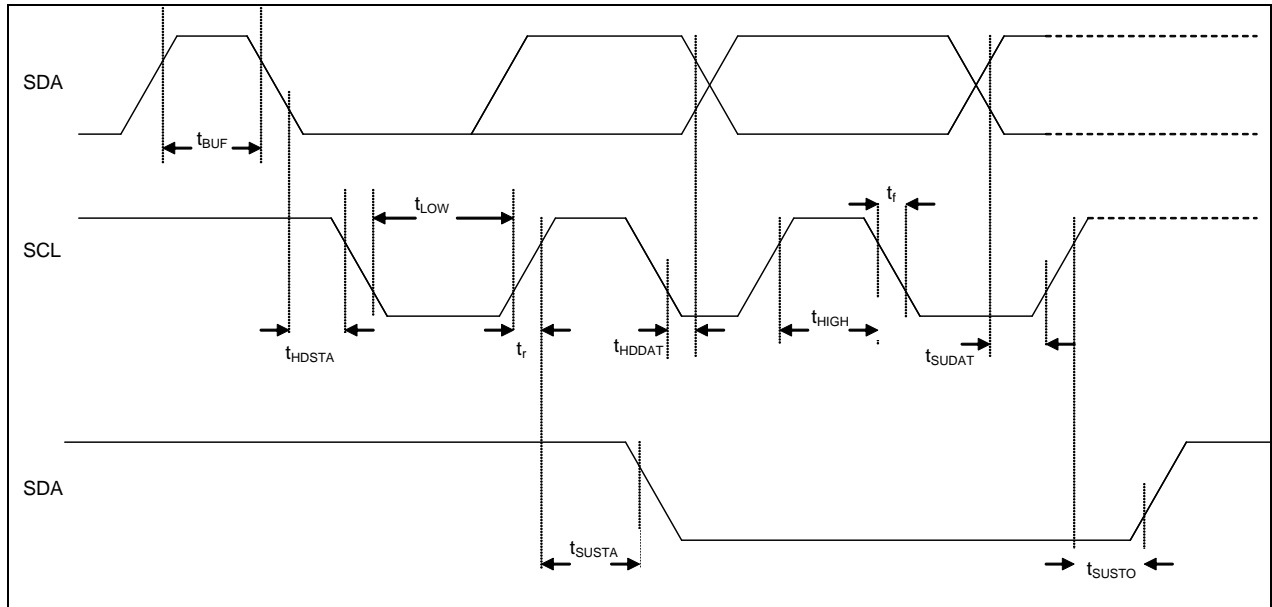 SDA
tBUF
tLOW
tf
SCL
tHDSTA
tr
tHDDAT
tHIGH
tSUDAT
SDA
tSUSTA
tSUSTO